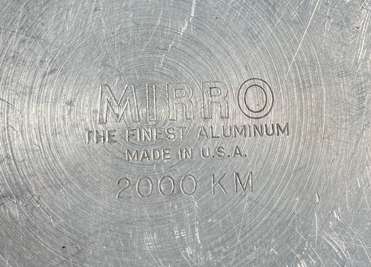 MIRRO
THE FINEST ALUMINUM
MADE IN U.S.A.
2000 KM